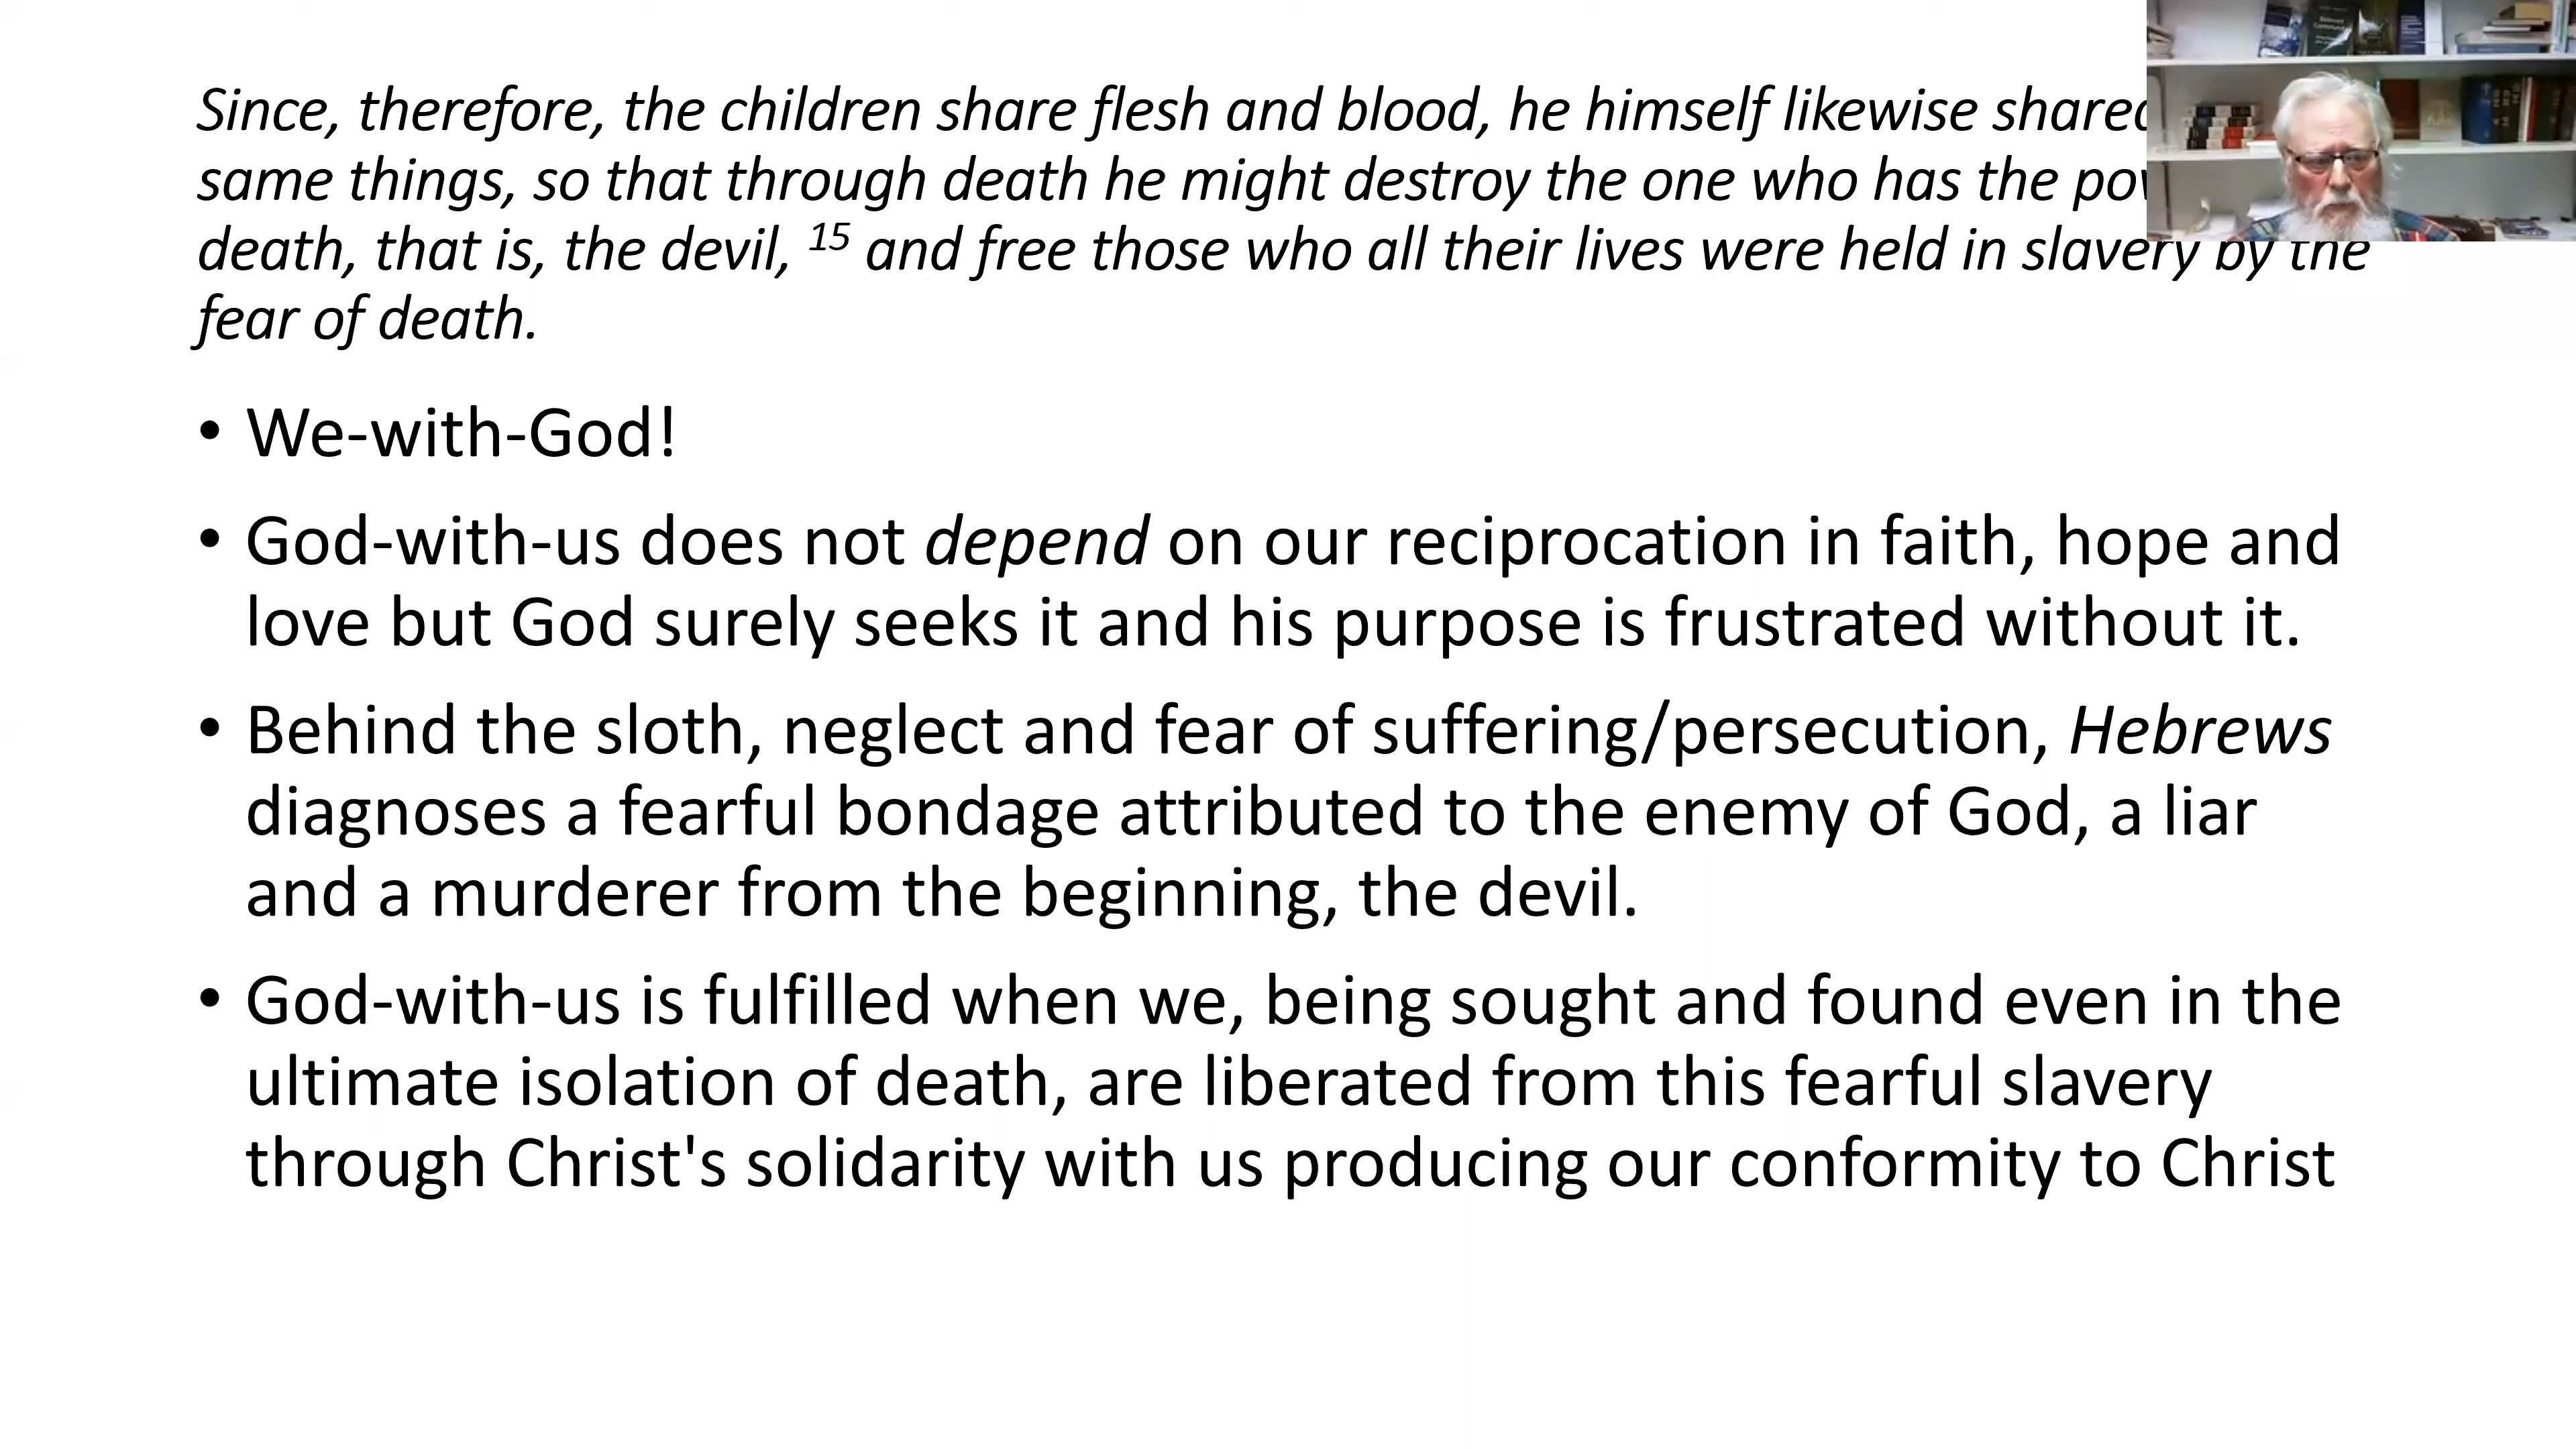 Since, therefore, the children share flesh and blood, he himself likewise shared
same things, so that through death he might destroy the one who has the
death, that is, the devil, 15 and free those who all their lives were held in slavery by the
fear of death.
• We-with-God!
• God-with-us does not depend on our reciprocation in faith, hope and
love but God surely seeks it and his purpose is frustrated without it.
• Behind the sloth, neglect and fear of suffering/persecution, Hebrews
diagnoses a fearful bondage attributed to the enemy of God, a liar
and a murderer from the beginning, the devil.
• God-with-us is fulfilled when we, being sought and found even in the
ultimate isolation of death, are liberated from this fearful slavery
through Christ's solidarity with us producing our conformity to Christ